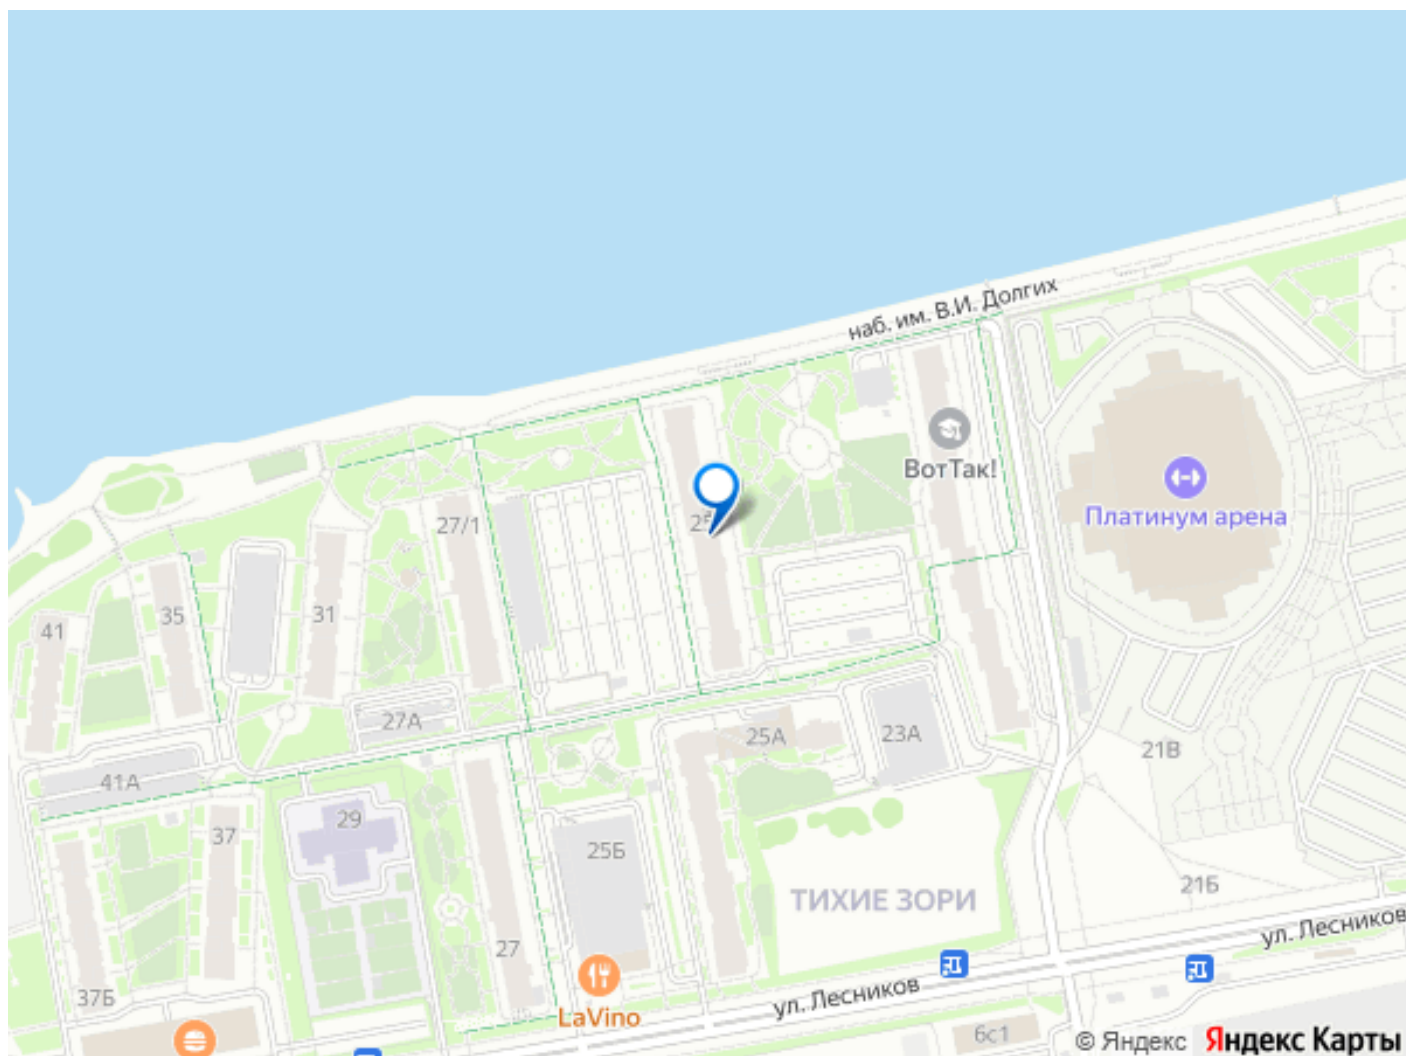 наб. им. В.И. Долгих
ВотТак!
Платинум арена
27/1
31
35
41
27А
41А
25А
23А
21В
29
37
25Б
ТИХИЕ ЗОРИ
21Б
27
37Б
ул. Лесников
ул. Лесников
LaVino
6с1
© Яндекс Яндекс Карты